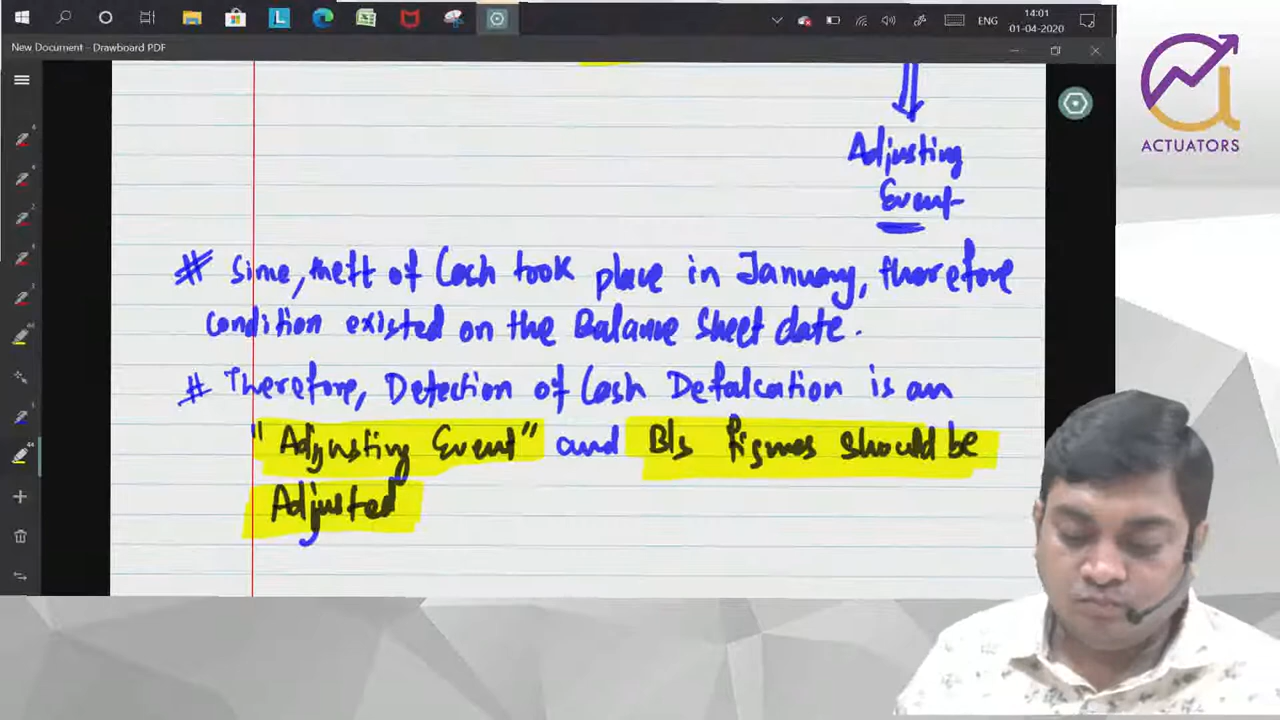 14:01
ENG
01-04-2020
New Document - Drawboard PDF
ACTUATORS
Adjusting
Event
# Since, theft of Cash took place in January, therefore
Condition existed on the Balance Sheet date.
# Therefore, Detection of Cash Defalcation is an
"Adjusting Event" and B/s figures should be
Adjusted